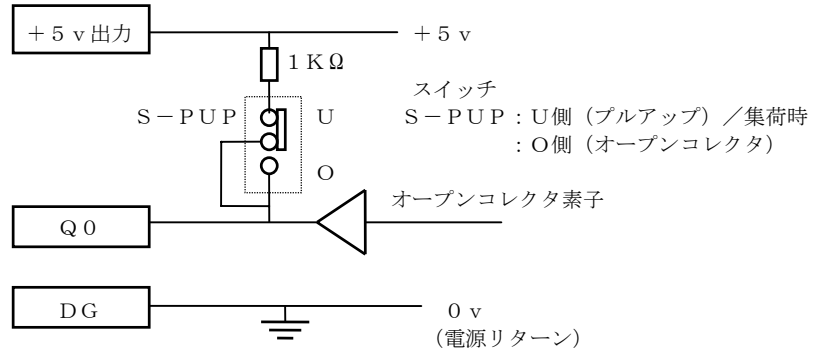 ＋５ｖ出力
＋５ｖ
１ＫΩ
スイッチ
Ｓ－ＰＵＰ
Ｕ
Ｓ－ＰＵＰ：Ｕ側（プルアップ）／集荷時
：Ｏ側（オープンコレクタ）
Ｏ
オープンコレクタ素子
Ｑ０
ＤＧ
０ｖ
（電源リターン）